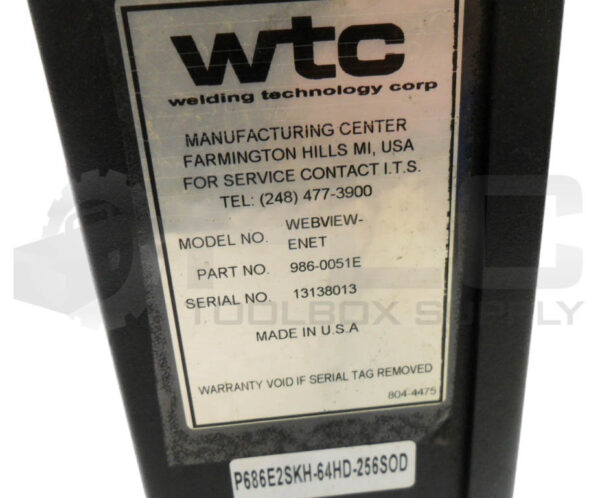 wtc
welding technology corp
MANUFACTURING CENTER
FARMINGTON HILLS MI, USA
FOR SERVICE CONTACT I.T.S.
TEL: (248) 477-3900
MODEL NO. WEBVIEW-
ENET
PART NO. 986-0051E
SERIAL NO. 13138013
TOOLBOX SUPPLY
MADE IN U.S.A
WARRANTY VOID IF SERIAL TAG REMOVED
804-4475
P686E2SKH-64HD-256SOD